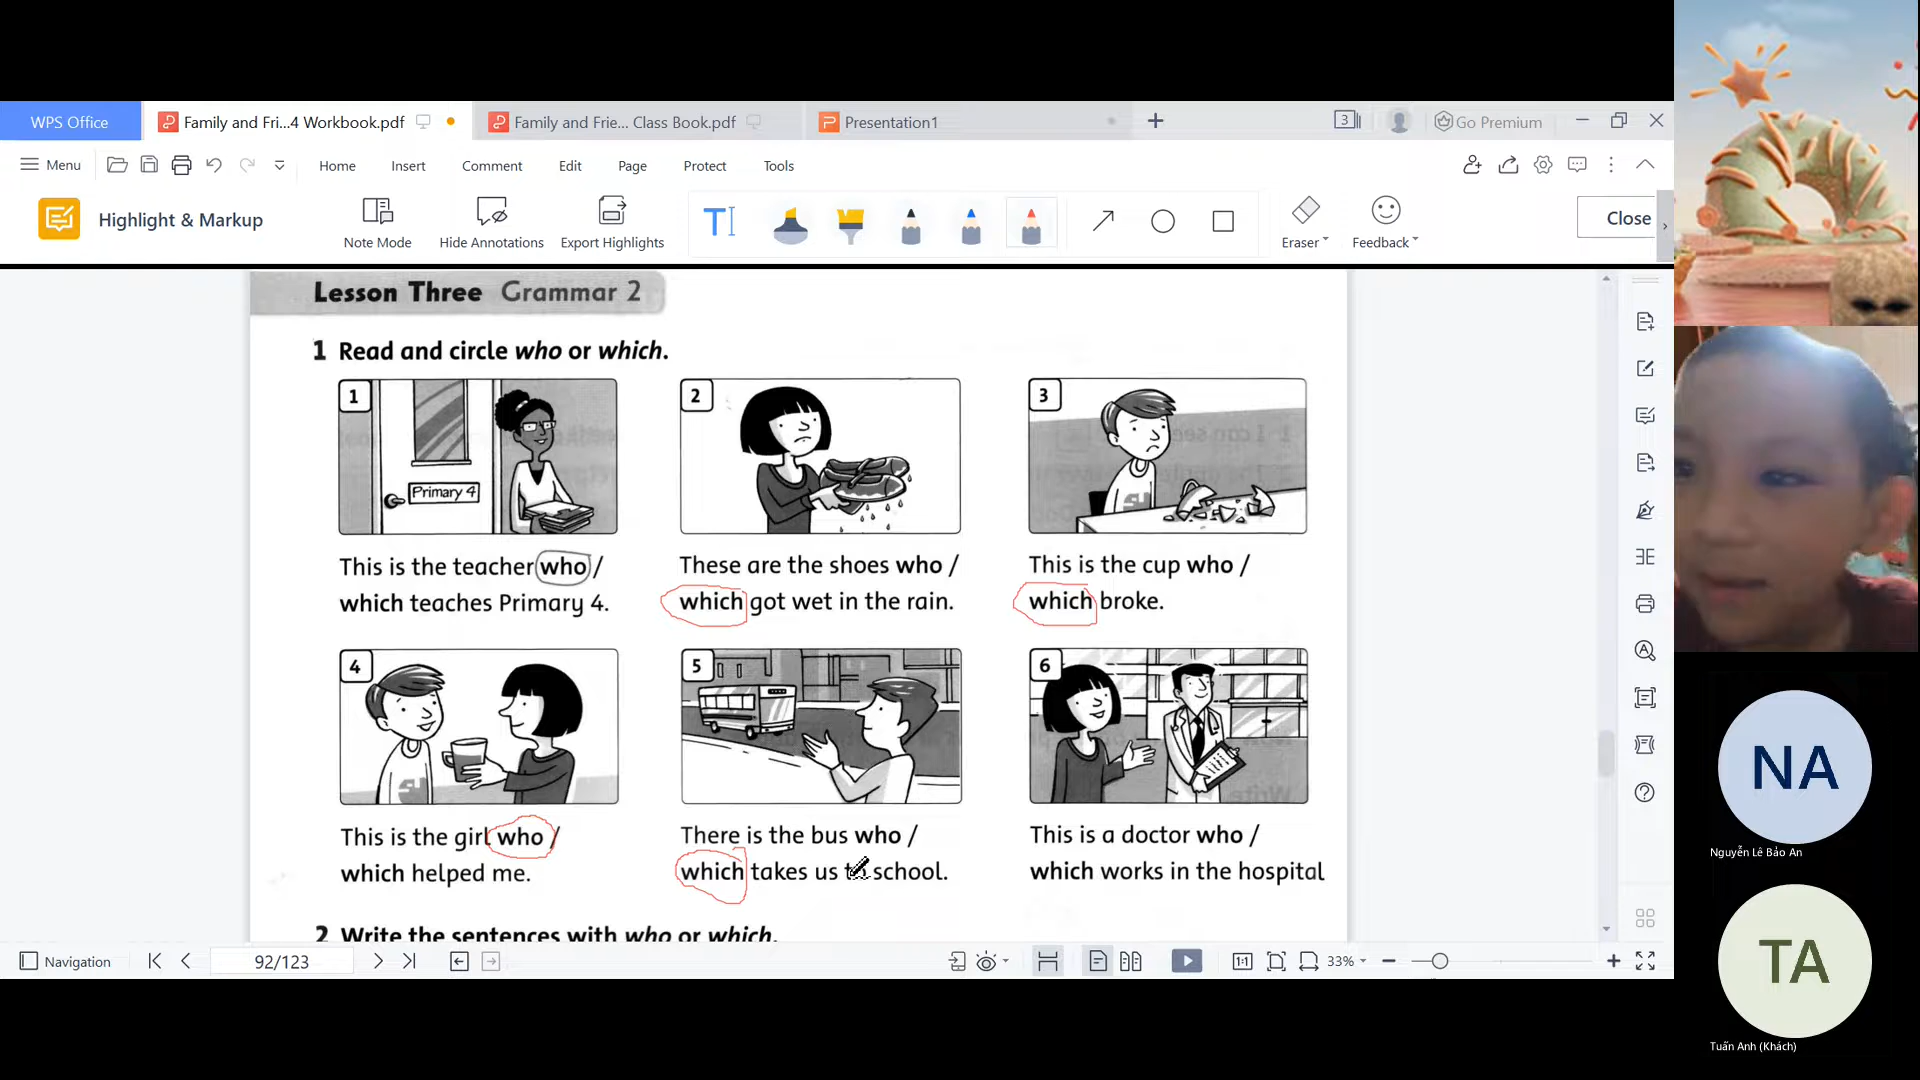 WPS Office
Family and Fri...4 Workbook.pdf
Family and Frie... Class Book.pdf
Presentation1
3
Go Premium
Menu
Home
Insert
Comment
Edit
Page
Protect
Tools
Highlight & Markup
Note Mode
Hide Annotations
Export Highlights
Eraser
Feedback
Close
Lesson Three Grammar 2
1 Read and circle who or which.
1
Primary 4
This is the teacher who /
which teaches Primary 4.
2
These are the shoes who /
which got wet in the rain.
3
This is the cup who /
which broke.
4
This is the girl who /
which helped me.
5
There is the bus who /
which takes us to school.
6
This is a doctor who /
which works in the hospital
2 Write the sentences with who or which.
Navigation
92/123
1:1
33%
NA
Nguyễn Lê Bảo An
TA
Tuấn Anh (Khách)